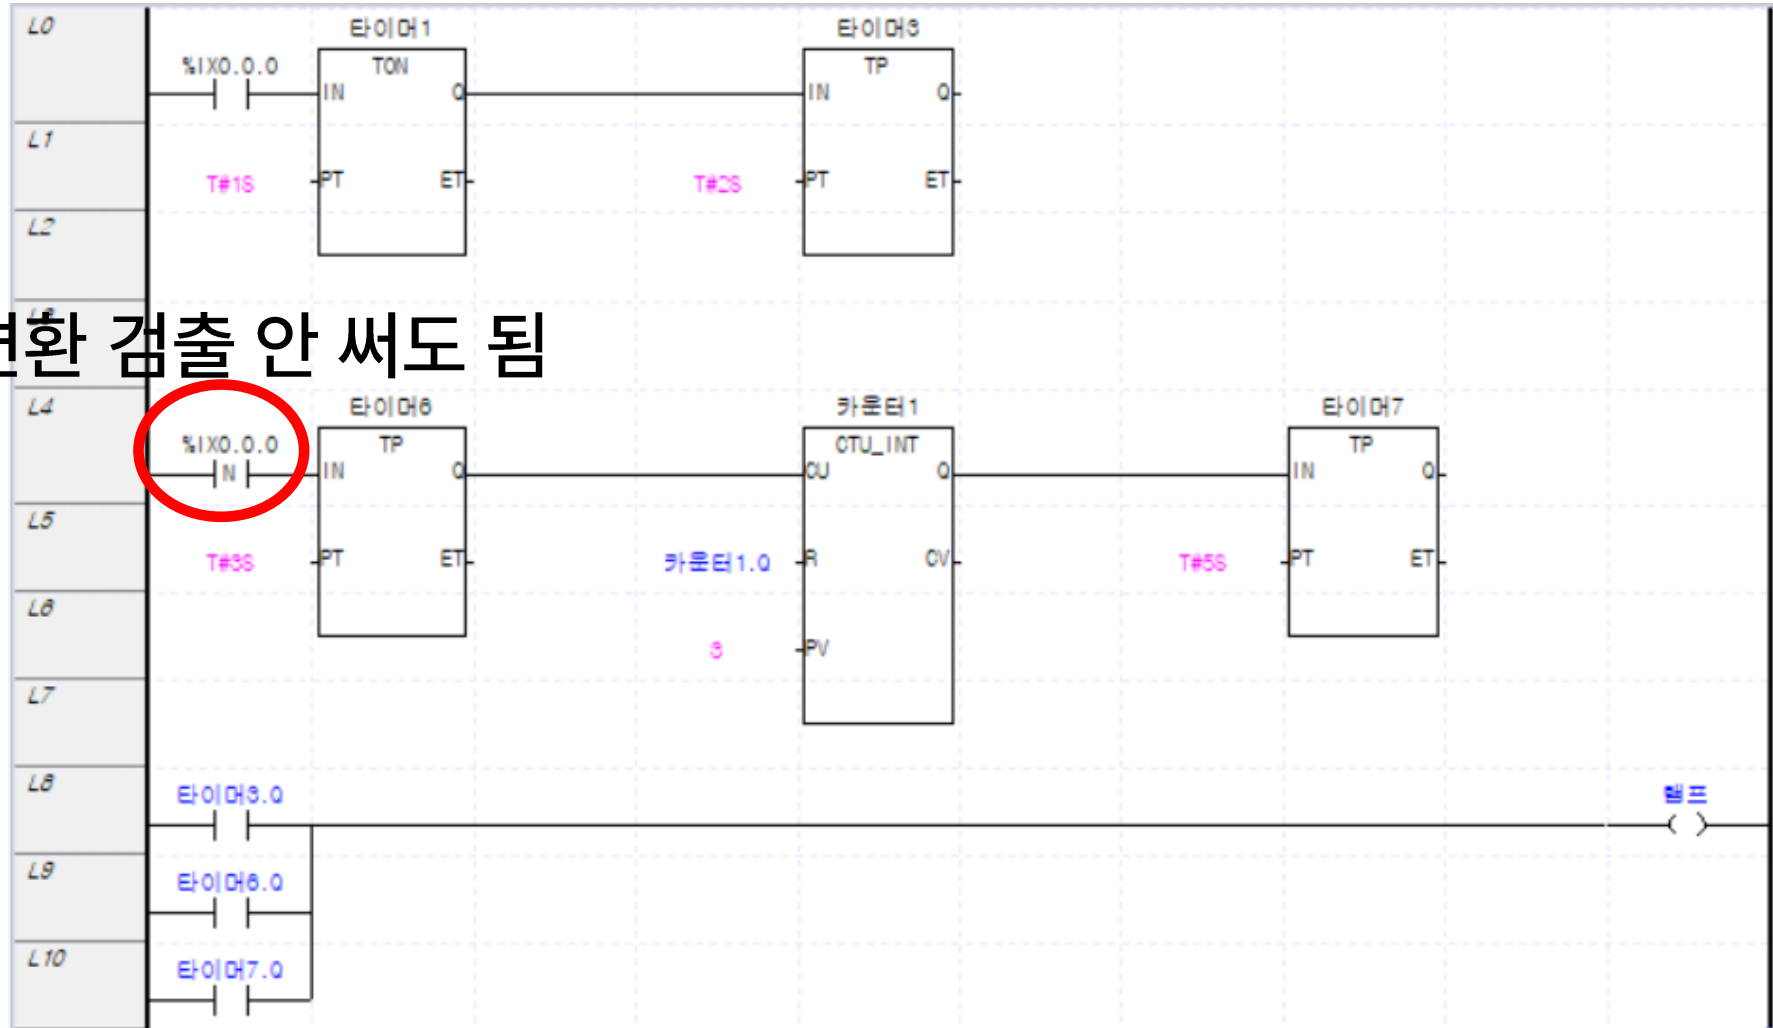 L0
타이머1
타이머3
%IX0.0.0
TON
TP
IN
Q
IN
Q
L1
T#1S
PT
ET
T#2S
PT
ET
L2
환 검출 안 써도 됨
L4
타이머6
카운터1
타이머7
%IX0.0.0
TP
CTU_INT
TP
N
IN
Q
CU
Q
IN
Q
L5
T#3S
PT
ET
카운터1.Q
R
CV
T#5S
PT
ET
L6
3
PV
L7
L8
타이머3.Q
램프
L9
타이머6.Q
L10
타이머7.Q